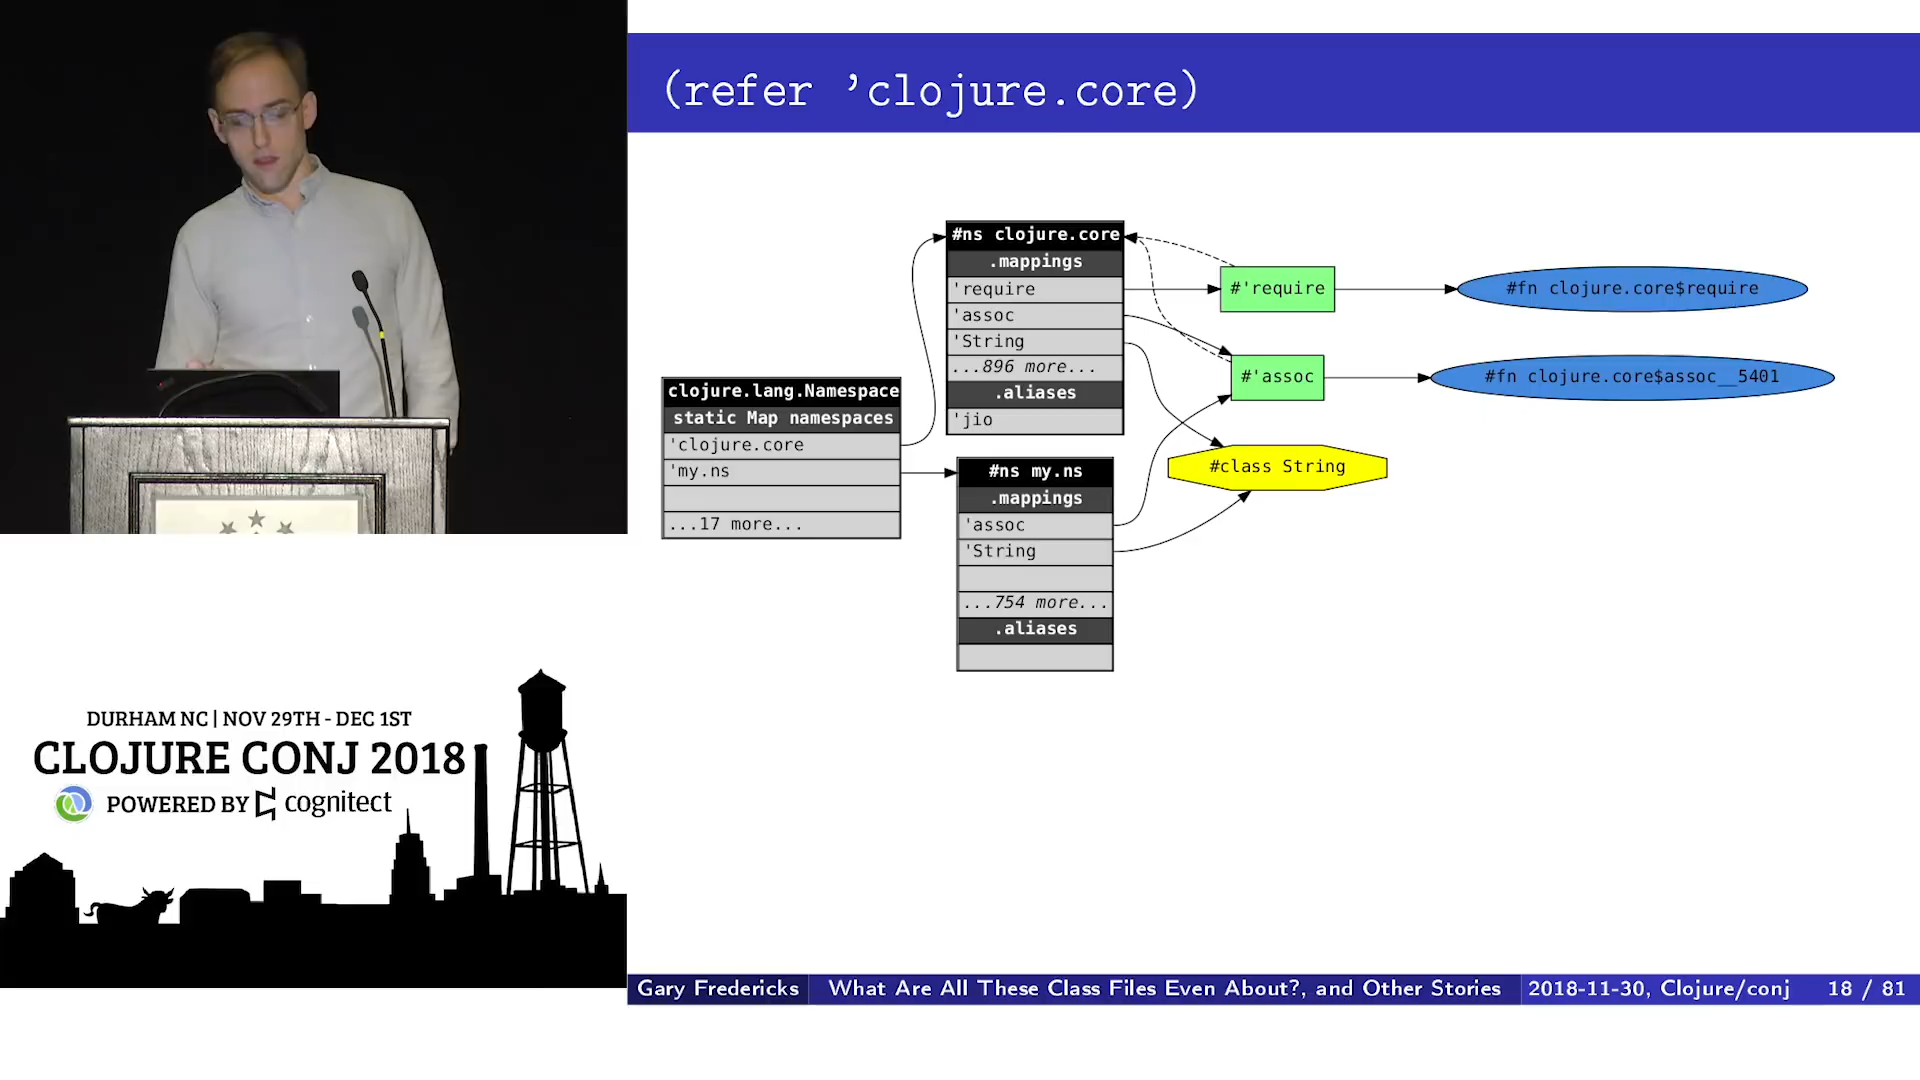 (refer ’clojure.core)
clojure.lang.Namespace
static Map namespaces
'clojure.core
'my.ns
...17 more...
#ns clojure.core
.mappings
'require
'assoc
'String
...896 more...
.aliases
'jio
#ns my.ns
.mappings
'assoc
'String
...754 more...
.aliases
#'require
#'assoc
#class String
#fn clojure.core$require
#fn clojure.core$assoc__5401
DURHAM NC | NOV 29TH - DEC 1ST
CLOJURE CONJ 2018
POWERED BY cognitect
Gary Fredericks What Are All These Class Files Even About?, and Other Stories 2018-11-30, Clojure/conj 18 / 81